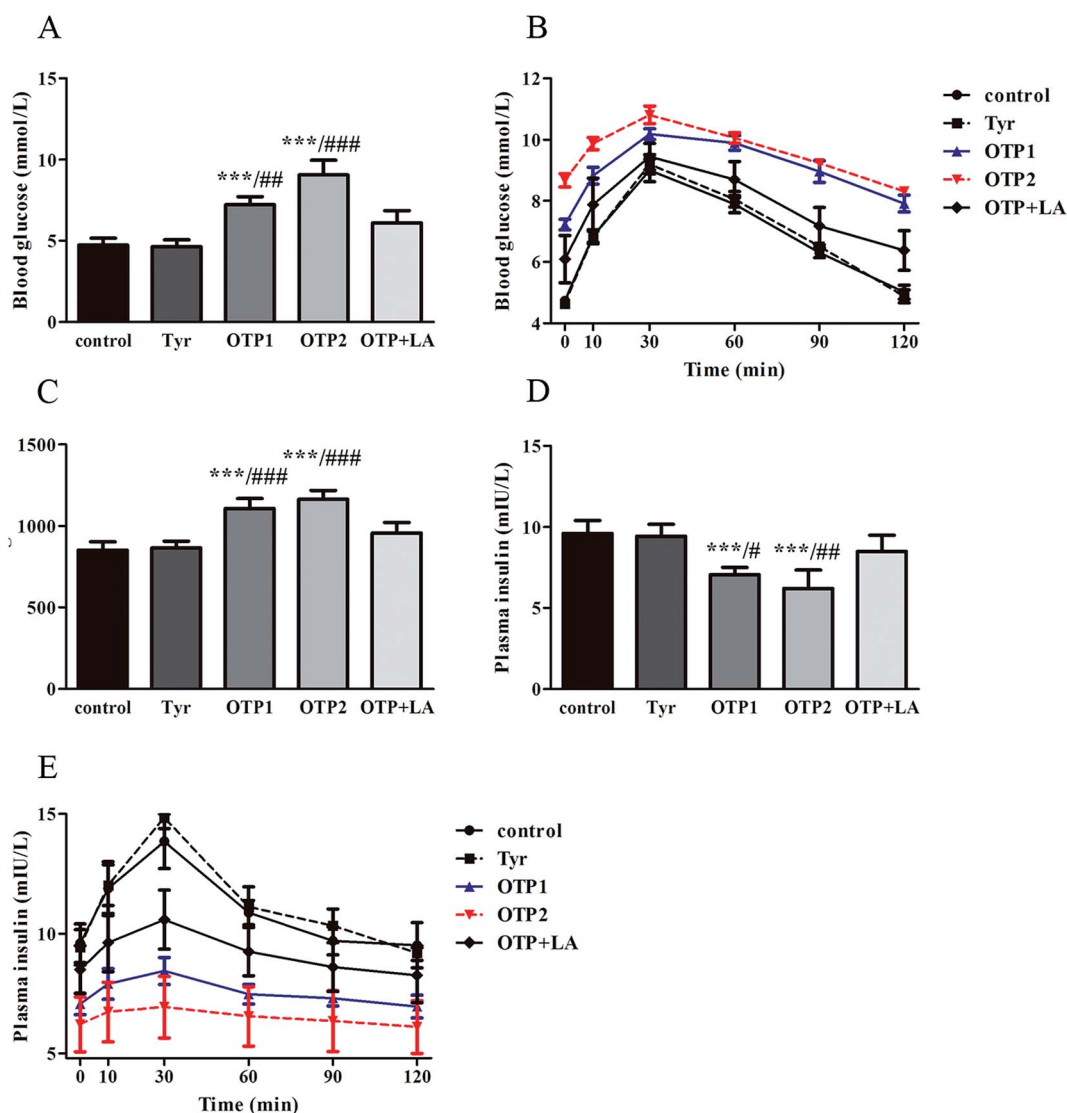 A
Blood glucose (mmol/L)
15
10
5
0
***/##
***/###
control Tyr OTP1 OTP2 OTP+LA
B
Blood glucose (mmol/L)
12
10
8
6
4
0 10 30 60 90 120
Time (min)
control
Tyr
OTP1
OTP2
OTP+LA
C
1500
1000
500
0
***/###
***/###
control Tyr OTP1 OTP2 OTP+LA
D
Plasma insulin (mIU/L)
15
10
5
0
***/# ***/##
control Tyr OTP1 OTP2 OTP+LA
E
Plasma insulin (mIU/L)
15
10
5
0 10 30 60 90 120
Time (min)
control
Tyr
OTP1
OTP2
OTP+LA